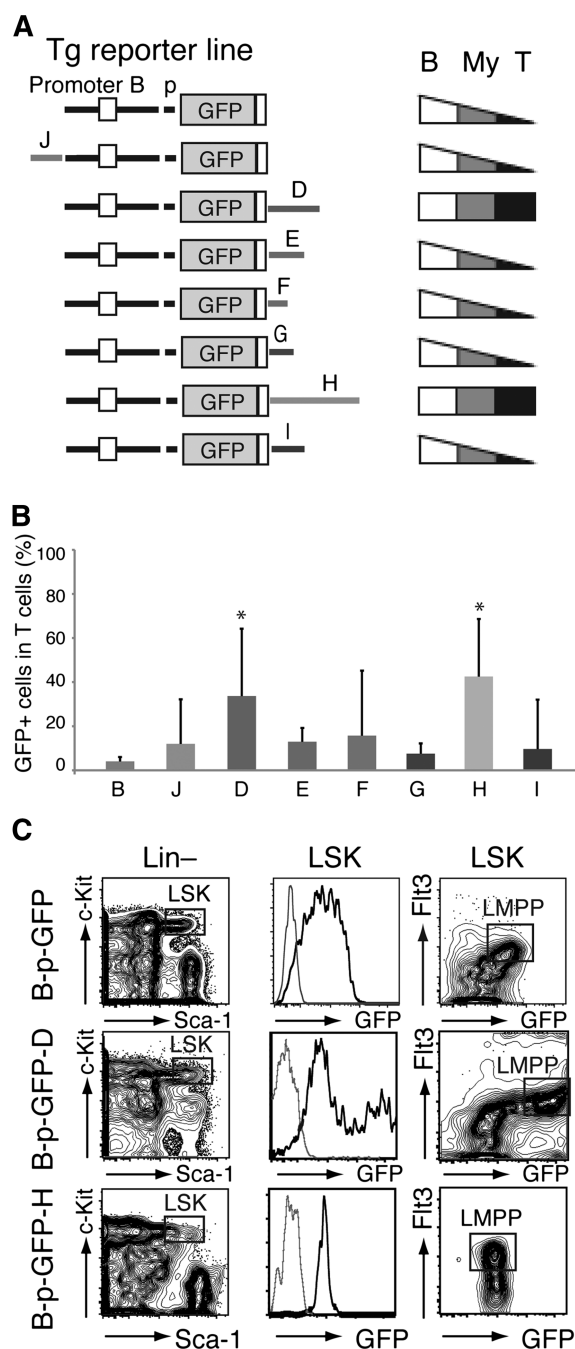 A
Tg reporter line
B My T
Promoter B p
GFP
J
GFP
D
GFP
E
GFP
F
GFP
G
GFP
H
GFP
I
GFP
B
GFP+ cells in T cells (%)
100
80
60
40
20
0
*
*
B J D E F G H I
C
Lin– LSK LSK
B-p-GFP
c-Kit
LSK
Sca-1
GFP
Flt3
LMPP
GFP
B-p-GFP-D
c-Kit
LSK
Sca-1
GFP
Flt3
LMPP
GFP
B-p-GFP-H
c-Kit
LSK
Sca-1
GFP
Flt3
LMPP
GFP